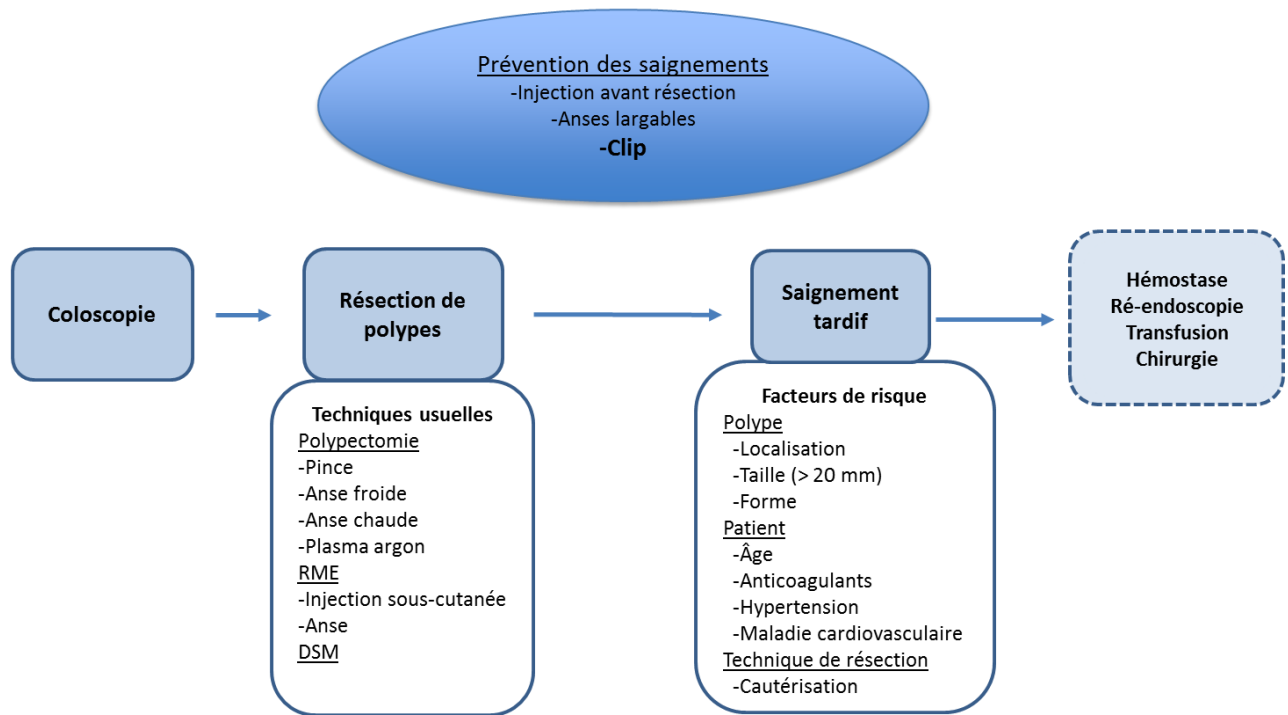 Prévention des saignements
-Injection avant résection
-Anses largables
-Clip
Coloscopie
Résection de
polypes
Saignement
tardif
Hémostase
Ré-endoscopie
Transfusion
Chirurgie
Techniques usuelles
Polypectomie
-Pince
-Anse froide
-Anse chaude
-Plasma argon
RME
-Injection sous-cutanée
-Anse
DSM
Facteurs de risque
Polype
-Localisation
-Taille (> 20 mm)
-Forme
Patient
-Âge
-Anticoagulants
-Hypertension
-Maladie cardiovasculaire
Technique de résection
-Cautérisation